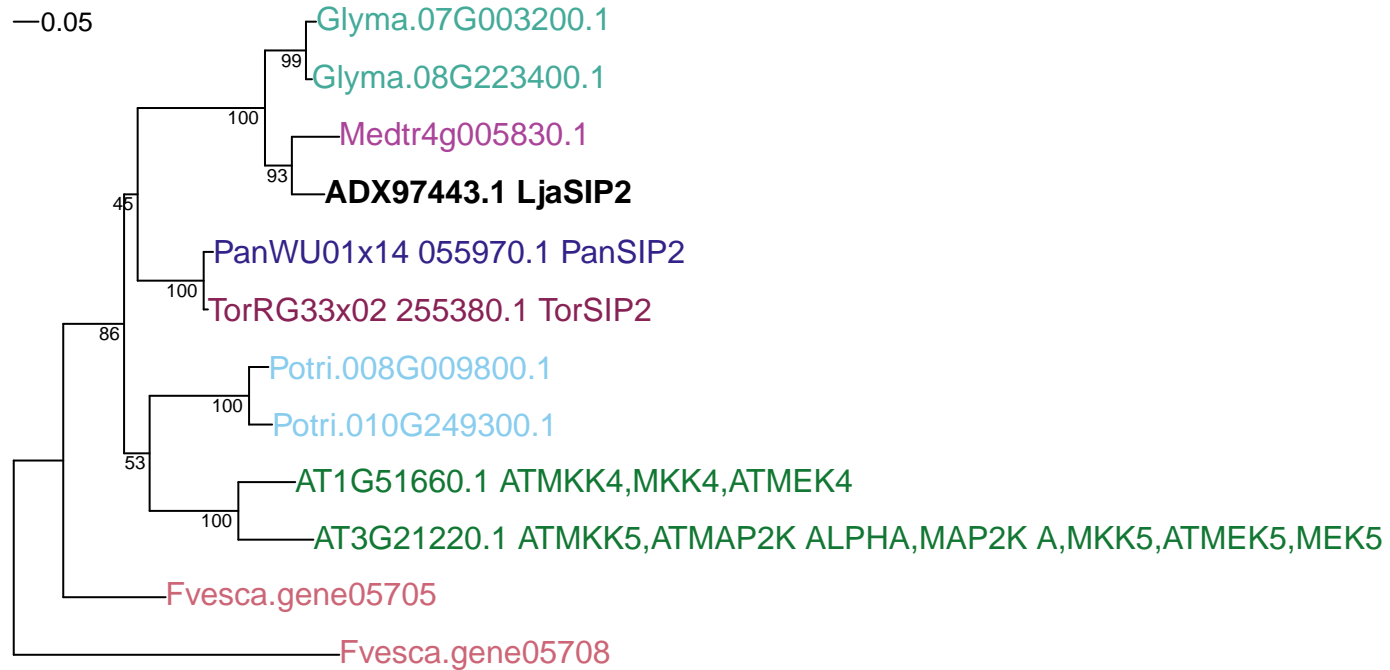 0.05
Glyma.07G003200.1
99
Glyma.08G223400.1
100
Medtr4g005830.1
93
ADX97443.1 LjaSIP2
45
PanWU01x14 055970.1 PanSIP2
100
TorRG33x02 255380.1 TorSIP2
86
Potri.008G009800.1
100
Potri.010G249300.1
53
AT1G51660.1 ATMKK4,MKK4,ATMEK4
100
AT3G21220.1 ATMKK5,ATMAP2K ALPHA,MAP2K A,MKK5,ATMEK5,MEK5
Fvesca.gene05705
Fvesca.gene05708